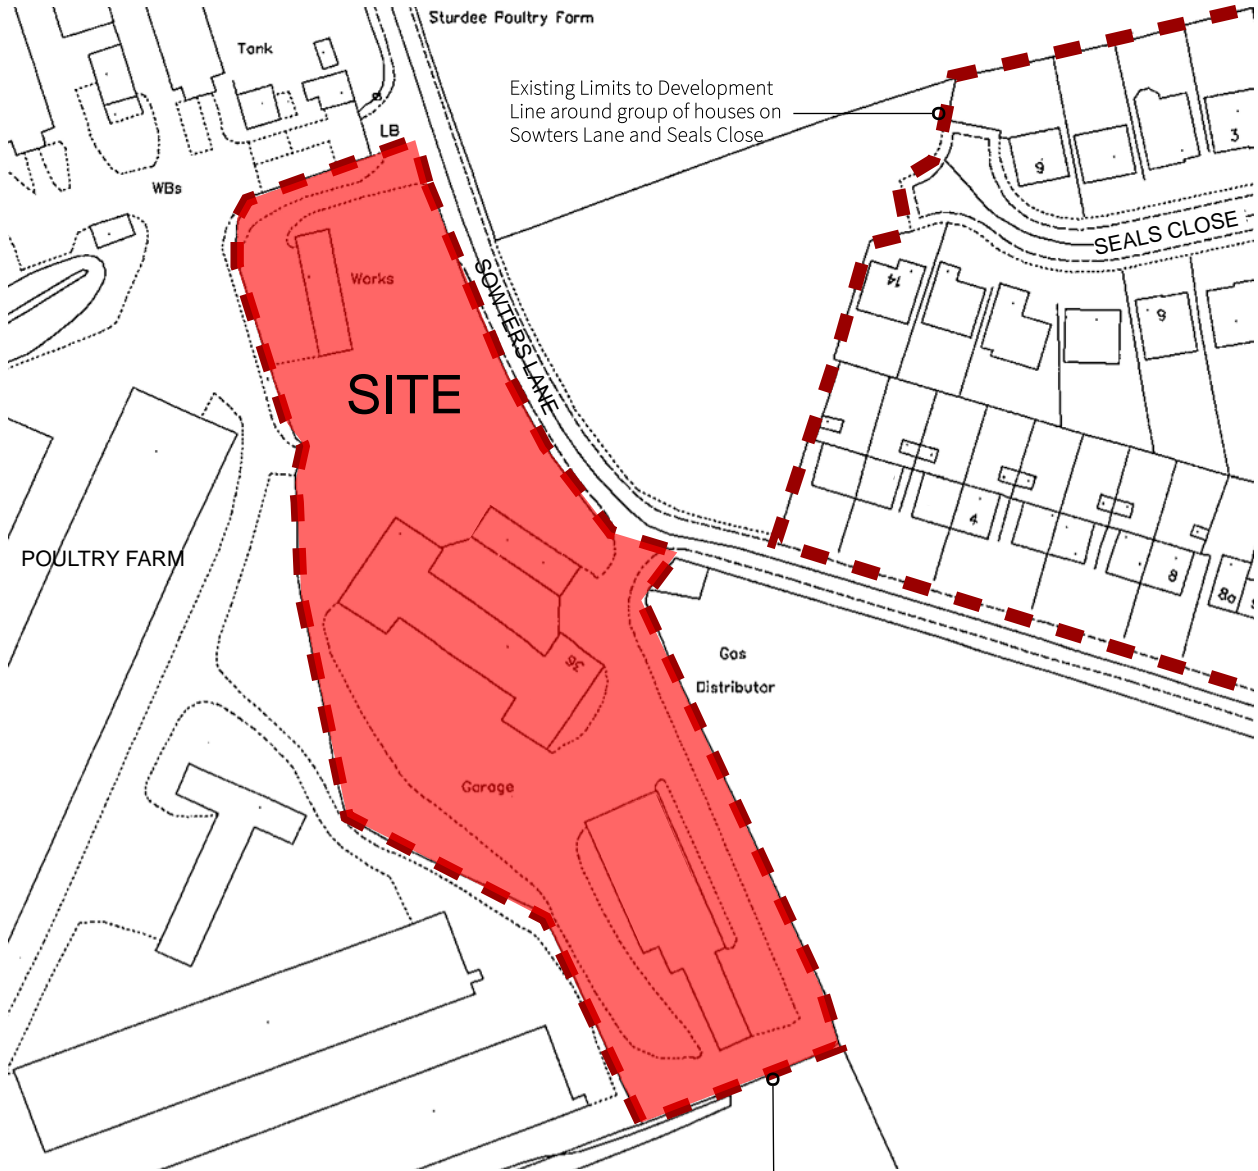 Sturdee Poultry Farm
Tank
Existing Limits to Development
Line around group of houses on
Sowters Lane and Seals Close
LB
WBs
3
9
SEALS CLOSE
14
Works
SOWTERS LANE
9
SITE
4
POULTRY FARM
8
8a
36
Gas
Distributor
Garage